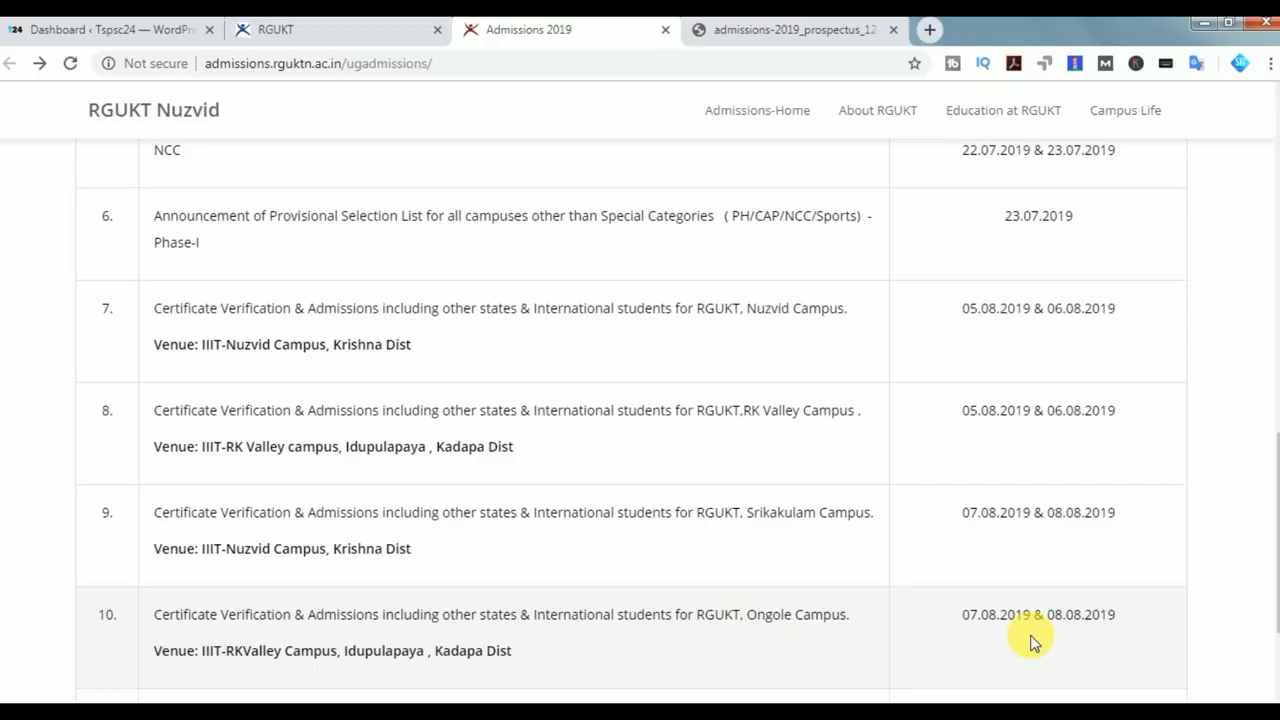 T24 Dashboard ‹ Tspsc24 — WordPre
RGUKT
Admissions 2019
admissions-2019_prospectus_12
Not secure
admissions.rguktn.ac.in/ugadmissions/
RGUKT Nuzvid
Admissions-Home
About RGUKT
Education at RGUKT
Campus Life
NCC
22.07.2019 & 23.07.2019
6.
Announcement of Provisional Selection List for all campuses other than Special Categories ( PH/CAP/NCC/Sports) -
Phase-I
23.07.2019
7.
Certificate Verification & Admissions including other states & International students for RGUKT, Nuzvid Campus.
Venue: IIIT-Nuzvid Campus, Krishna Dist
05.08.2019 & 06.08.2019
8.
Certificate Verification & Admissions including other states & International students for RGUKT,RK Valley Campus .
Venue: IIIT-RK Valley campus, Idupulapaya , Kadapa Dist
05.08.2019 & 06.08.2019
9.
Certificate Verification & Admissions including other states & International students for RGUKT, Srikakulam Campus.
Venue: IIIT-Nuzvid Campus, Krishna Dist
07.08.2019 & 08.08.2019
10.
Certificate Verification & Admissions including other states & International students for RGUKT, Ongole Campus.
Venue: IIIT-RKValley Campus, Idupulapaya , Kadapa Dist
07.08.2019 & 08.08.2019